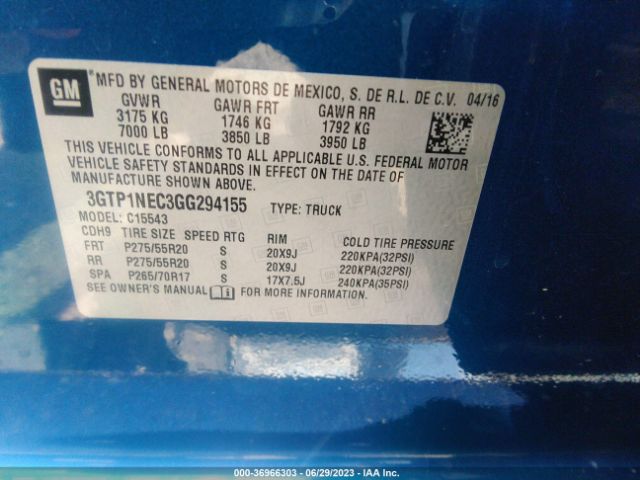 GM MFD BY GENERAL MOTORS DE MEXICO, S. DE R.L. DE C.V. 04/16
GVWR GAWR FRT GAWR RR
3175 KG 1746 KG 1792 KG
7000 LB 3850 LB 3950 LB
THIS VEHICLE CONFORMS TO ALL APPLICABLE U.S. FEDERAL MOTOR
VEHICLE SAFETY STANDARDS IN EFFECT ON THE DATE OF
MANUFACTURE SHOWN ABOVE.
3GTP1NEC3GG294155 TYPE: TRUCK
MODEL: C15543
CDH9 TIRE SIZE SPEED RTG RIM COLD TIRE PRESSURE
FRT P275/55R20 S 20X9J 220KPA(32PSI)
RR P275/55R20 S 20X9J 220KPA(32PSI)
SPA P265/70R17 S 17X7.5J 240KPA(35PSI)
SEE OWNER'S MANUAL FOR MORE INFORMATION.
000-36966303 - 06/29/2023 - IAA Inc.